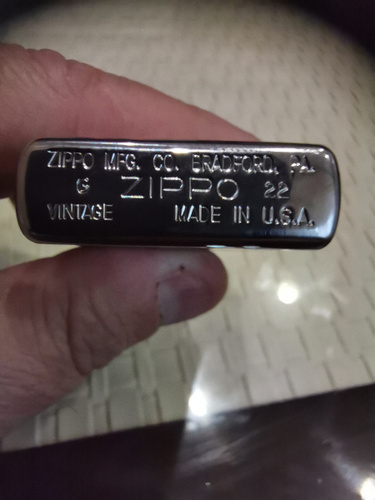 ZIPPO MFG. CO. BRADFORD, PA.
G ZIPPO 22
VINTAGE MADE IN U.S.A.